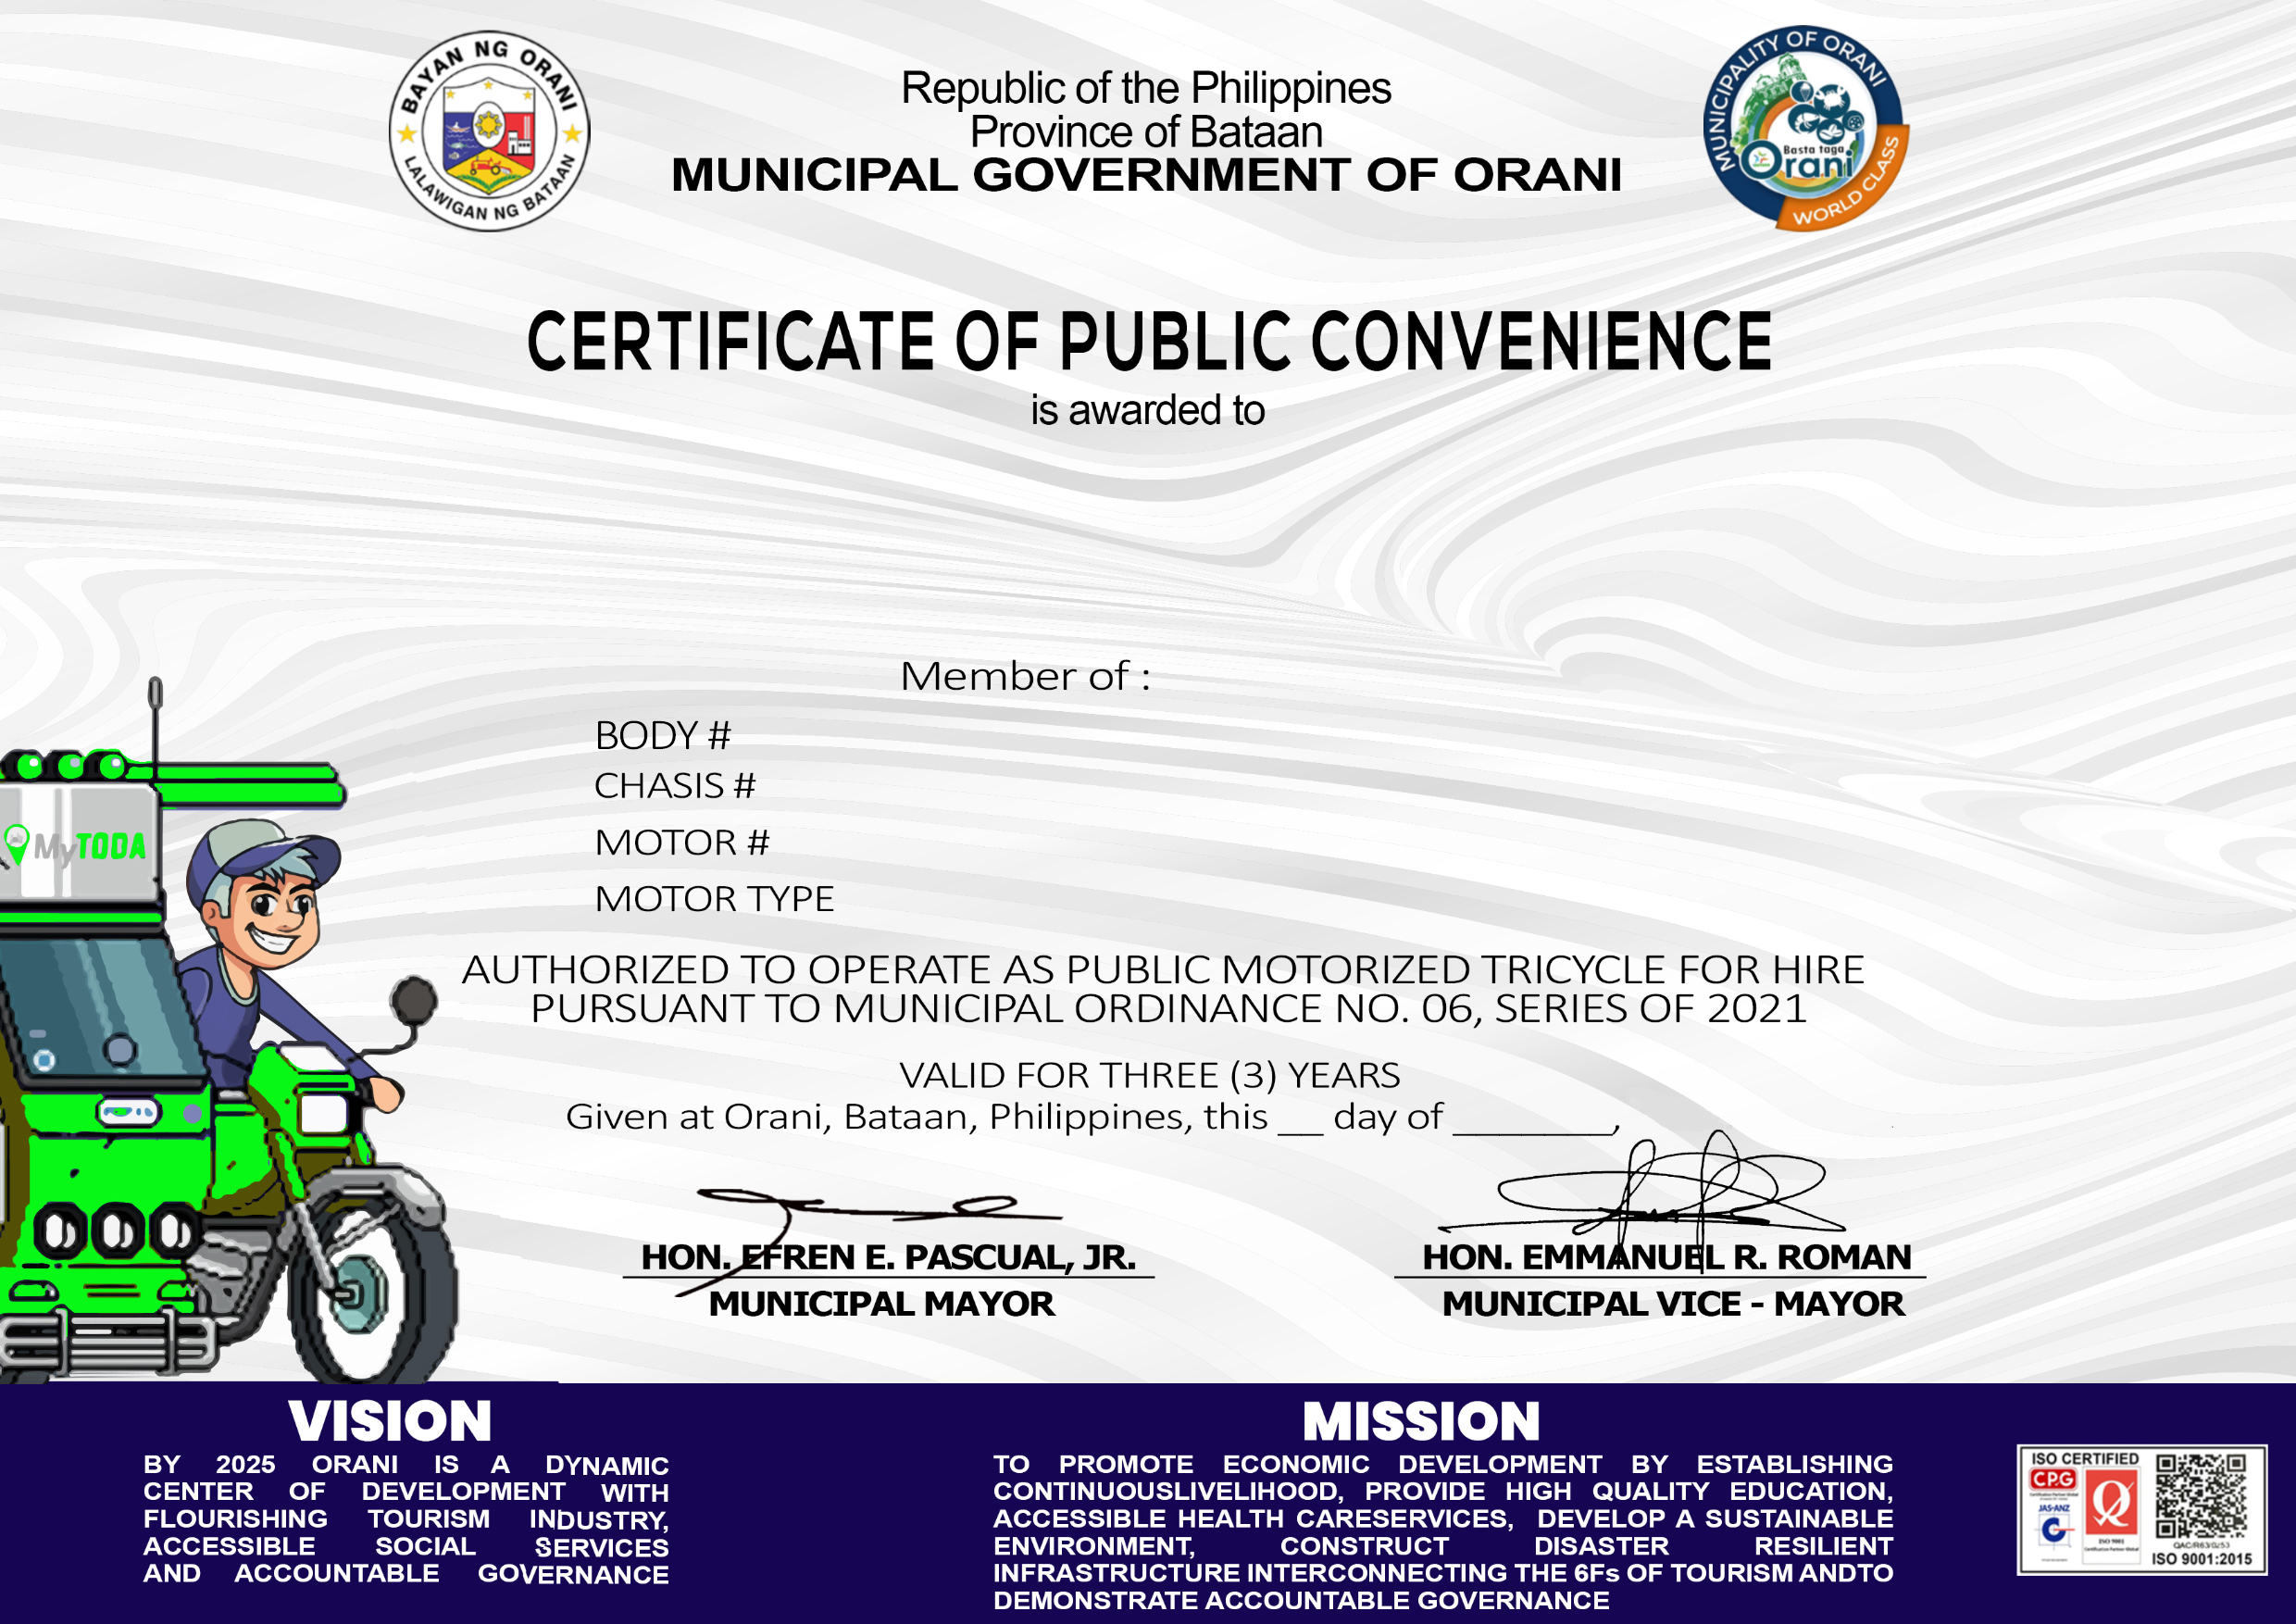 BAYAN NG ORANI
LALAWIGAN NG BATAAN
Republic of the Philippines
Province of Bataan
MUNICIPAL GOVERNMENT OF ORANI
MUNICIPALITY OF ORANI
Basta taga
Orani
WORLD CLASS
CERTIFICATE OF PUBLIC CONVENIENCE
is awarded to
Member of :
BODY #
CHASIS #
MOTOR #
MOTOR TYPE
MyTODA
AUTHORIZED TO OPERATE AS PUBLIC MOTORIZED TRICYCLE FOR HIRE
PURSUANT TO MUNICIPAL ORDINANCE NO. 06, SERIES OF 2021
VALID FOR THREE (3) YEARS
Given at Orani, Bataan, Philippines, this __ day of _______,
HON. EFREN E. PASCUAL, JR.
MUNICIPAL MAYOR
HON. EMMANUEL R. ROMAN
MUNICIPAL VICE - MAYOR
VISION
BY 2025 ORANI IS A DYNAMIC
CENTER OF DEVELOPMENT WITH
FLOURISHING TOURISM INDUSTRY,
ACCESSIBLE SOCIAL SERVICES
AND ACCOUNTABLE GOVERNANCE
MISSION
TO PROMOTE ECONOMIC DEVELOPMENT BY ESTABLISHING
CONTINUOUSLIVELIHOOD, PROVIDE HIGH QUALITY EDUCATION,
ACCESSIBLE HEALTH CARESERVICES, DEVELOP A SUSTAINABLE
ENVIRONMENT, CONSTRUCT DISASTER RESILIENT
INFRASTRUCTURE INTERCONNECTING THE 6Fs OF TOURISM ANDTO
DEMONSTRATE ACCOUNTABLE GOVERNANCE
ISO CERTIFIED
CPG
JAS-ANZ
ISO 9001
ISO 9001:2015